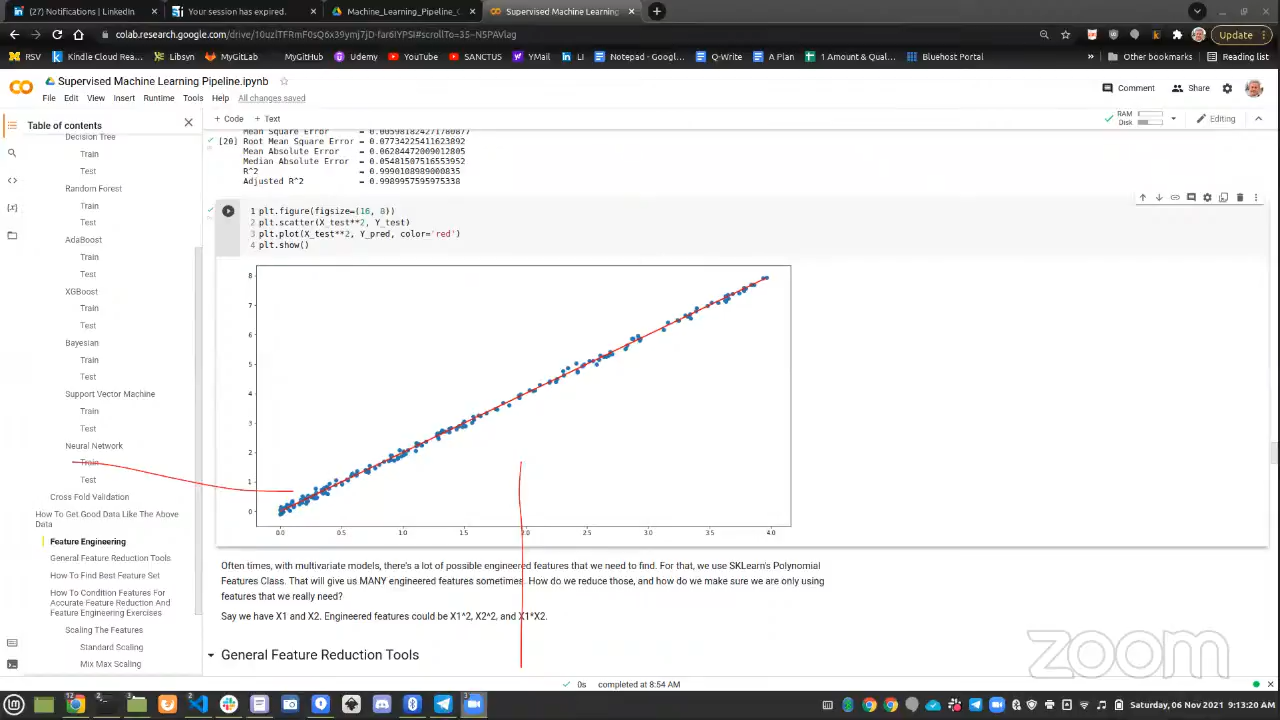 (27) Notifications | LinkedIn
Your session has expired.
Machine_Learning_Pipeline_
Supervised Machine Learning
colab.research.google.com/drive/
Update
RSV Kindle Cloud Rea... Libsyn MyGitLab MyGitHub Udemy YouTube SANCTUS YMail LI Notepad - Googl... Q-Write A Plan 1 Amount & Qual... Bluehost Portal » Other bookmarks Reading list
CO Supervised Machine Learning Pipeline.ipynb
File Edit View Insert Runtime Tools Help All changes saved
Comment Share
Table of contents
+ Code + Text
RAM
Disk
Editing
Decision Tree
Train
Test
Random Forest
Train
Test
AdaBoost
Train
Test
XGBoost
Train
Test
Bayesian
Train
Test
Support Vector Machine
Train
Test
Neural Network
Train
Test
Cross Fold Validation
How To Get Good Data Like The Above
Data
Feature Engineering
General Feature Reduction Tools
How To Find Best Feature Set
How To Condition Features For
Accurate Feature Reduction And
Feature Engineering Exercises
Scaling The Features
Standard Scaling
Mix Max Scaling
Mean Square Error = 0.005981824271780877
[20] Root Mean Square Error = 0.07734225411623892
Mean Absolute Error = 0.06284472009012805
Median Absolute Error = 0.05481507516553952
R^2 = 0.9990108989000835
Adjusted R^2 = 0.9989957595975338
1 plt.figure(figsize=(16, 8))
2 plt.scatter(X_test**2, Y_test)
3 plt.plot(X_test**2, Y_pred, color='red')
4 plt.show()
8
7
6
5
4
3
2
1
0
0.0 0.5 1.0 1.5 2.0 2.5 3.0 3.5 4.0
Often times, with multivariate models, there's a lot of possible engineered features that we need to find. For that, we use SKLearn's Polynomial
Features Class. That will give us MANY engineered features sometimes. How do we reduce those, and how do we make sure we are only using
features that we really need?
Say we have X1 and X2. Engineered features could be X1^2, X2^2, and X1*X2.
General Feature Reduction Tools
zoom
0s completed at 8:54 AM
Saturday, 06 Nov 2021, 9:13:20 AM